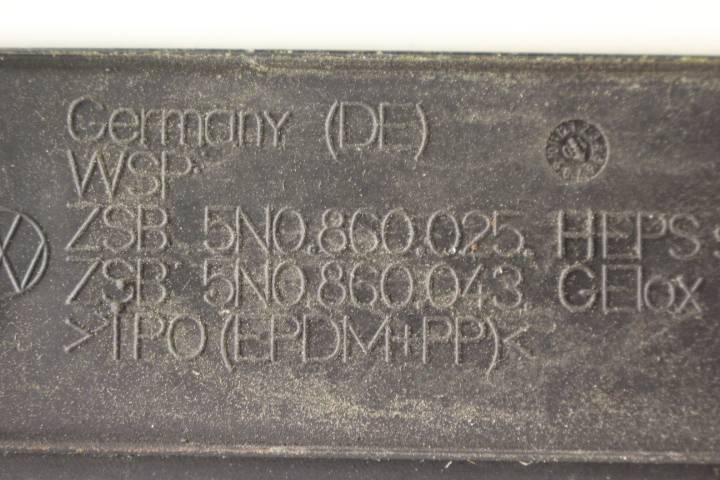 Germany (DE)
WSP
ZSB 5N0.860.025 HEPS
ZSB 5N0.860.043 GElox
>TPO(EPDM+PP)<